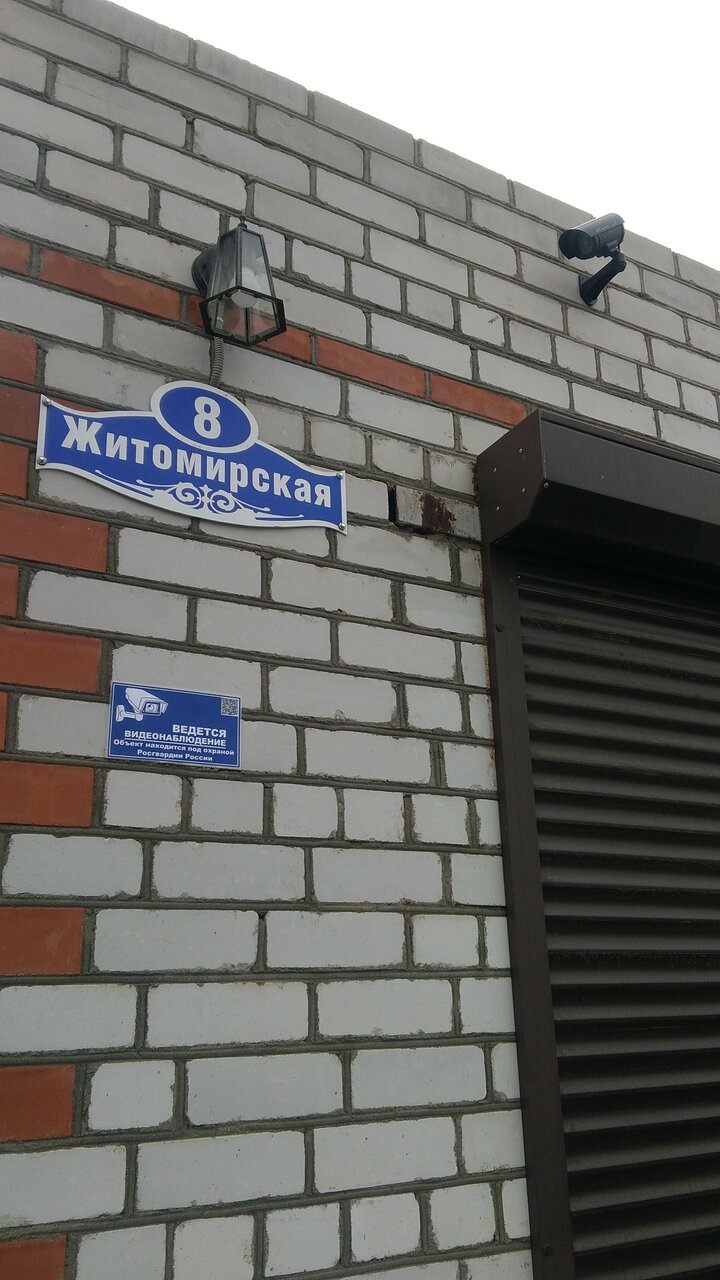 8
Житомирская
ВЕДЕТСЯ
ВИДЕОНАБЛЮДЕНИЕ
Объект находится под охраной
Росгвардии России